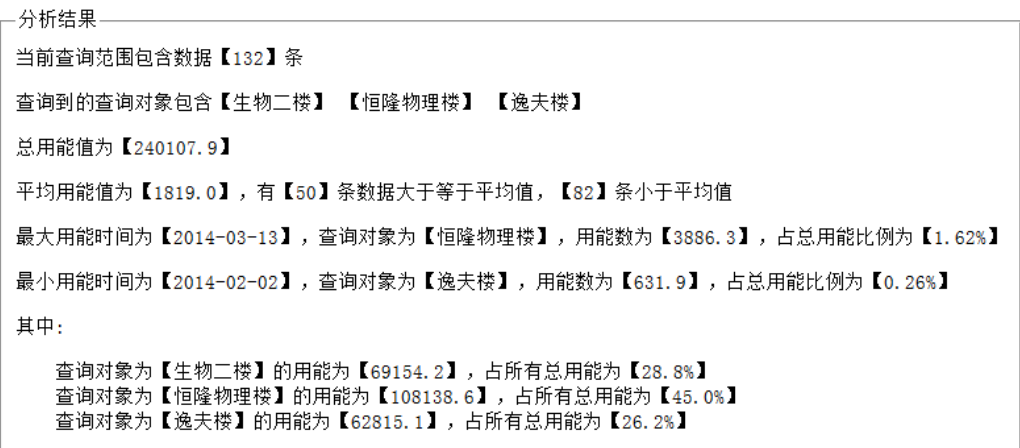 分析结果
当前查询范围包含数据【132】条
查询到的查询对象包含【生物二楼】 【恒隆物理楼】 【逸夫楼】
总用能值为【240107.9】
平均用能值为【1819.0】，有【50】条数据大于等于平均值，【82】条小于平均值
最大用能时间为【2014-03-13】，查询对象为【恒隆物理楼】，用能数为【3886.3】，占总用能比例为【1.62%】
最小用能时间为【2014-02-02】，查询对象为【逸夫楼】，用能数为【631.9】，占总用能比例为【0.26%】
其中:
查询对象为【生物二楼】的用能为【69154.2】，占所有总用能为【28.8%】
查询对象为【恒隆物理楼】的用能为【108138.6】，占所有总用能为【45.0%】
查询对象为【逸夫楼】的用能为【62815.1】，占所有总用能为【26.2%】